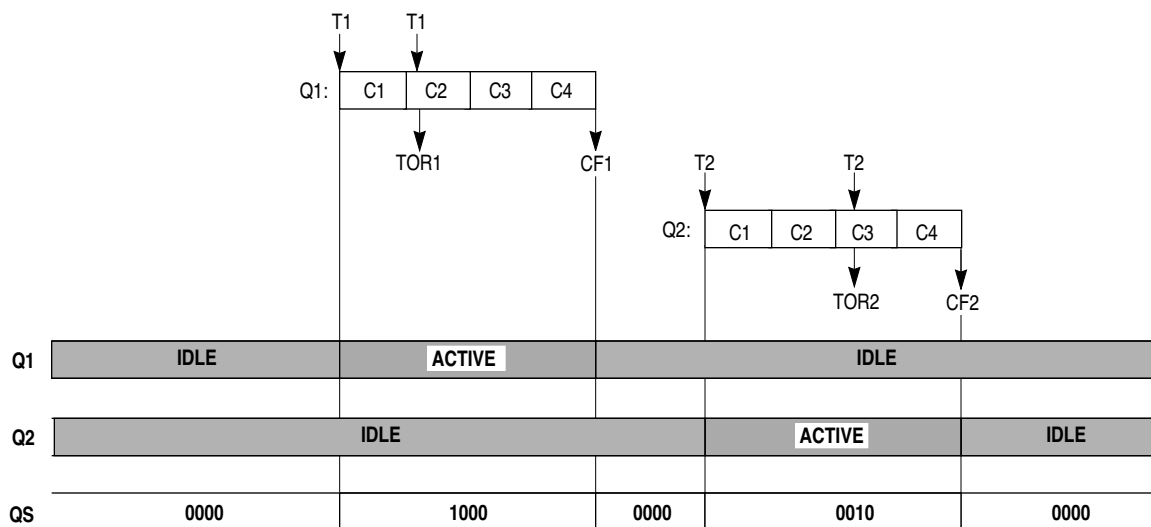 T1 T1
Q1: C1 C2 C3 C4
TOR1 CF1
T2 T2
Q2: C1 C2 C3 C4
TOR2 CF2
Q1 IDLE ACTIVE IDLE
Q2 IDLE ACTIVE IDLE
QS 0000 1000 0000 0010 0000